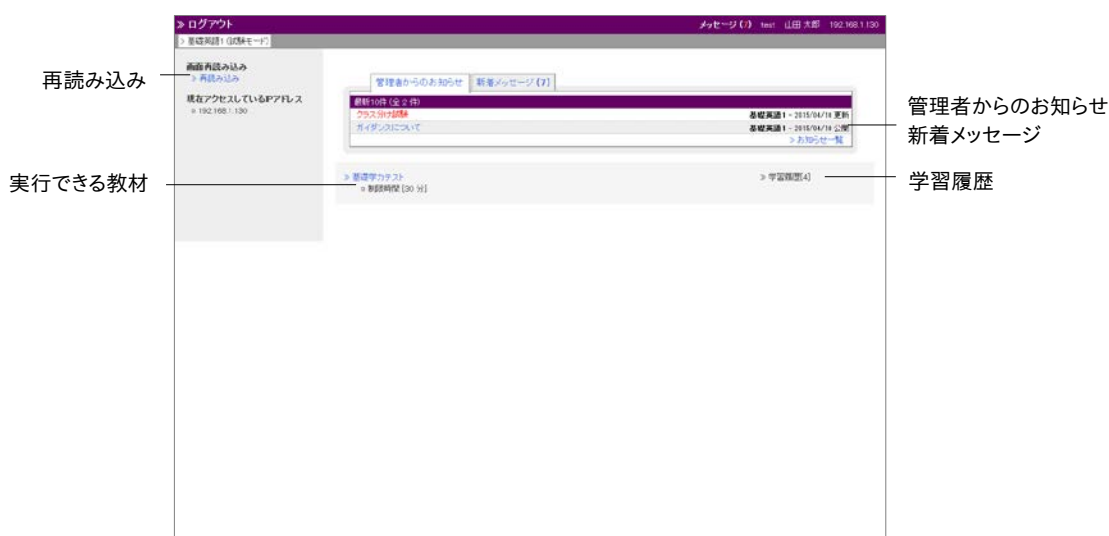 » ログアウト
メッセージ (7) test 山田 太郎 192.168.1.130
> 基礎英語1 (試験モード)
画面再読み込み
» 再読み込み
現在アクセスしているIPアドレス
192.168.1.130
管理者からのお知らせ
新着メッセージ (7)
最新10件 (全 2 件)
クラス分け試験
基礎英語1 - 2015/04/10 更新
ガイダンスについて
基礎英語1 - 2015/04/10 公開
> お知らせ一覧
» 基礎学力テスト
制限時間 [30 分]
» 学習履歴[4]
再読み込み
実行できる教材
管理者からのお知らせ
新着メッセージ
学習履歴